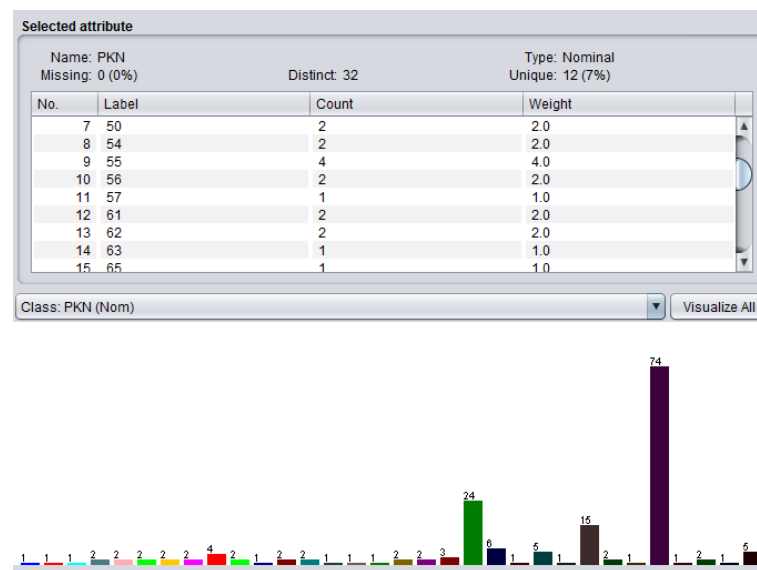 Selected attribute
Name: PKN Type: Nominal
Missing: 0 (0%) Distinct: 32 Unique: 12 (7%)
No. Label Count Weight
7 50 2 2.0
8 54 2 2.0
9 55 4 4.0
10 56 2 2.0
11 57 1 1.0
12 61 2 2.0
13 62 2 2.0
14 63 1 1.0
15 65 1 1.0
Class: PKN (Nom) Visualize All
74
24
15
1 1 1 2 2 2 2 2 4 2 1 2 2 1 1 1 2 2 3 6 1 5 1 2 1 1 2 1 5